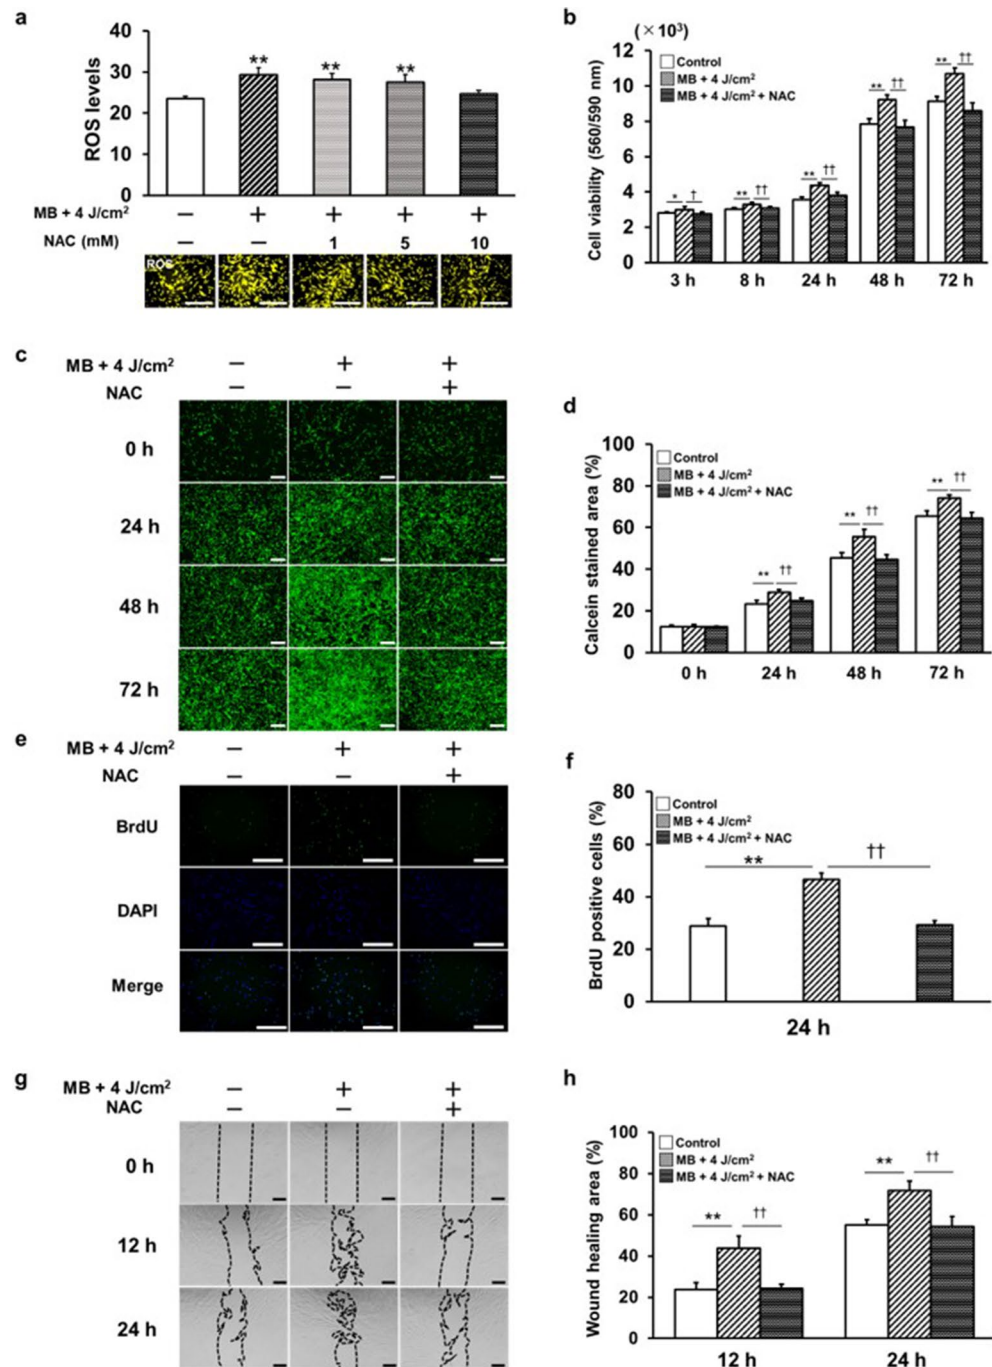 a
ROS levels
40
30
20
10
0
** ** **
MB + 4 J/cm² − + + + +
NAC (mM) − − 1 5 10
ROS
b
(×10³)
Cell viability (560/590 nm)
12
10
8
6
4
2
0
Control
MB + 4 J/cm²
MB + 4 J/cm² + NAC
* † ** †† ** †† ** †† ** ††
3 h 8 h 24 h 48 h 72 h
c
MB + 4 J/cm² − + +
NAC − − +
0 h
24 h
48 h
72 h
d
Calcein stained area (%)
100
80
60
40
20
0
Control
MB + 4 J/cm²
MB + 4 J/cm² + NAC
** †† ** †† ** ††
0 h 24 h 48 h 72 h
e
MB + 4 J/cm² − + +
NAC − − +
BrdU
DAPI
Merge
f
BrdU positive cells (%)
80
60
40
20
0
Control
MB + 4 J/cm²
MB + 4 J/cm² + NAC
** ††
24 h
g
MB + 4 J/cm² − + +
NAC − − +
0 h
12 h
24 h
h
Wound healing area (%)
100
80
60
40
20
0
Control
MB + 4 J/cm²
MB + 4 J/cm² + NAC
** †† ** ††
12 h 24 h